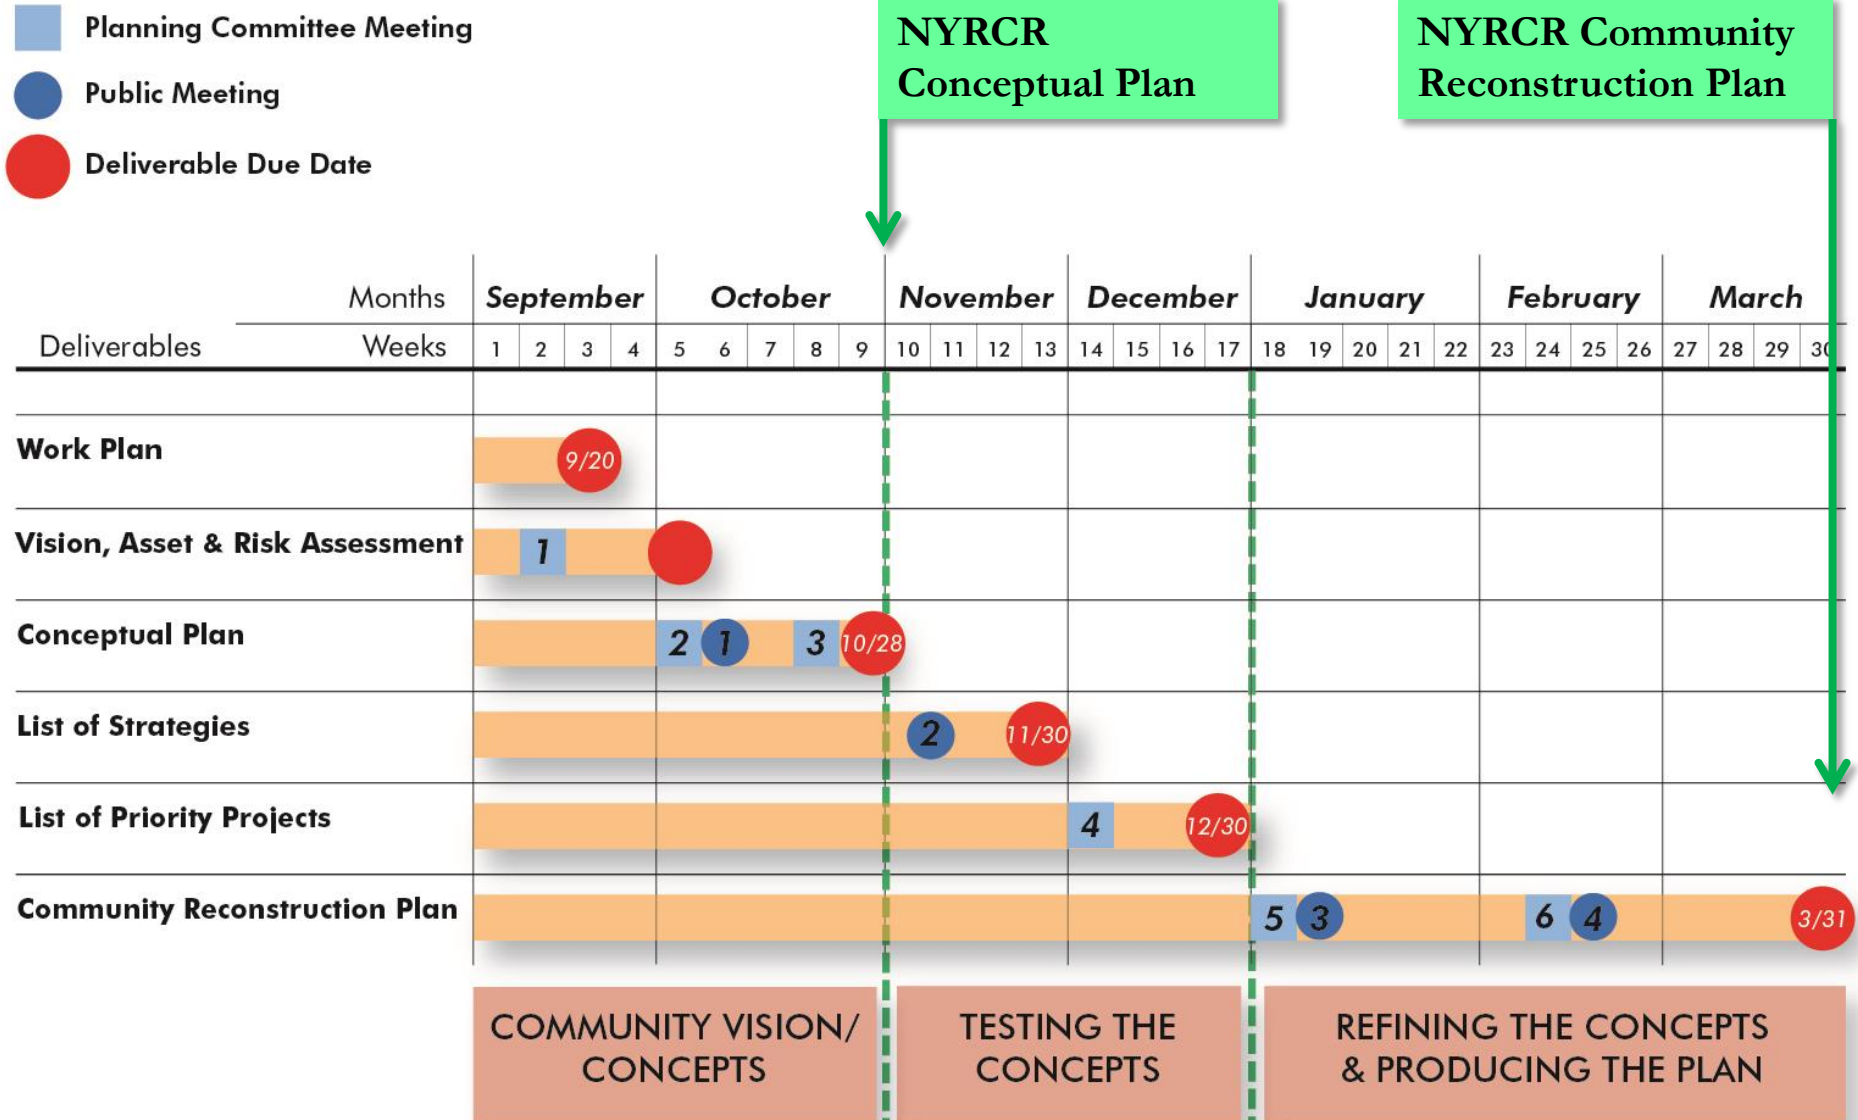 Planning Committee Meeting
Public Meeting
Deliverable Due Date
NYRCR
Conceptual Plan
NYRCR Community
Reconstruction Plan
Months September October November December January February March
Deliverables Weeks 1 2 3 4 5 6 7 8 9 10 11 12 13 14 15 16 17 18 19 20 21 22 23 24 25 26 27 28 29 30
Work Plan 9/20
Vision, Asset & Risk Assessment 1
Conceptual Plan 2 1 3 10/28
List of Strategies 2 11/30
List of Priority Projects 4 12/30
Community Reconstruction Plan 5 3 6 4 3/31
COMMUNITY VISION/
CONCEPTS
TESTING THE
CONCEPTS
REFINING THE CONCEPTS
& PRODUCING THE PLAN